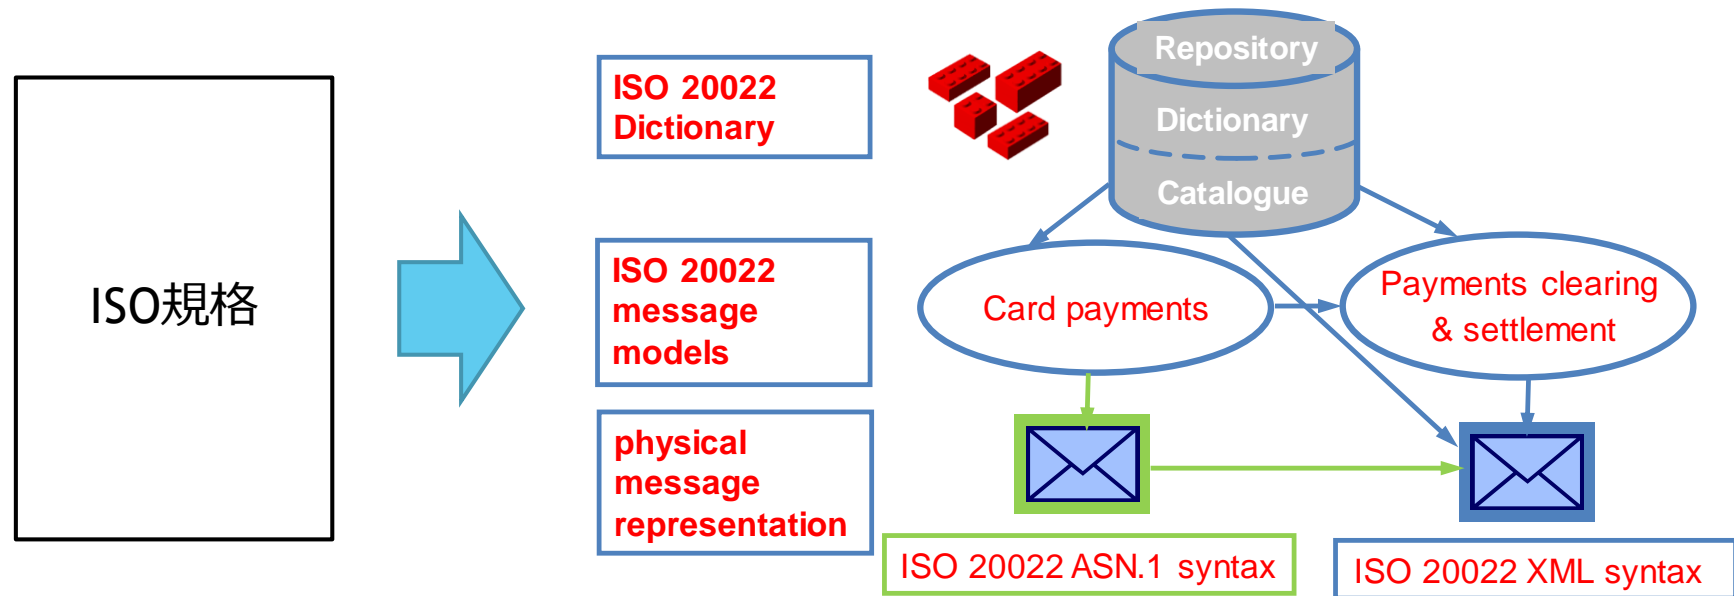 ISO規格
ISO 20022
Dictionary
ISO 20022
message
models
physical
message
representation
Repository
Dictionary
Catalogue
Card payments
Payments clearing
& settlement
ISO 20022 ASN.1 syntax
ISO 20022 XML syntax